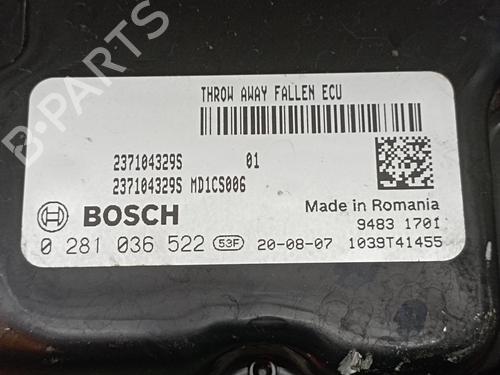 THROW AWAY FALLEN ECU
237104329S 01
237104329S MD1CS006
BOSCH
Made in Romania
9483 1701
0 281 036 522 53F 20-08-07 1039T41455
B-PARTS